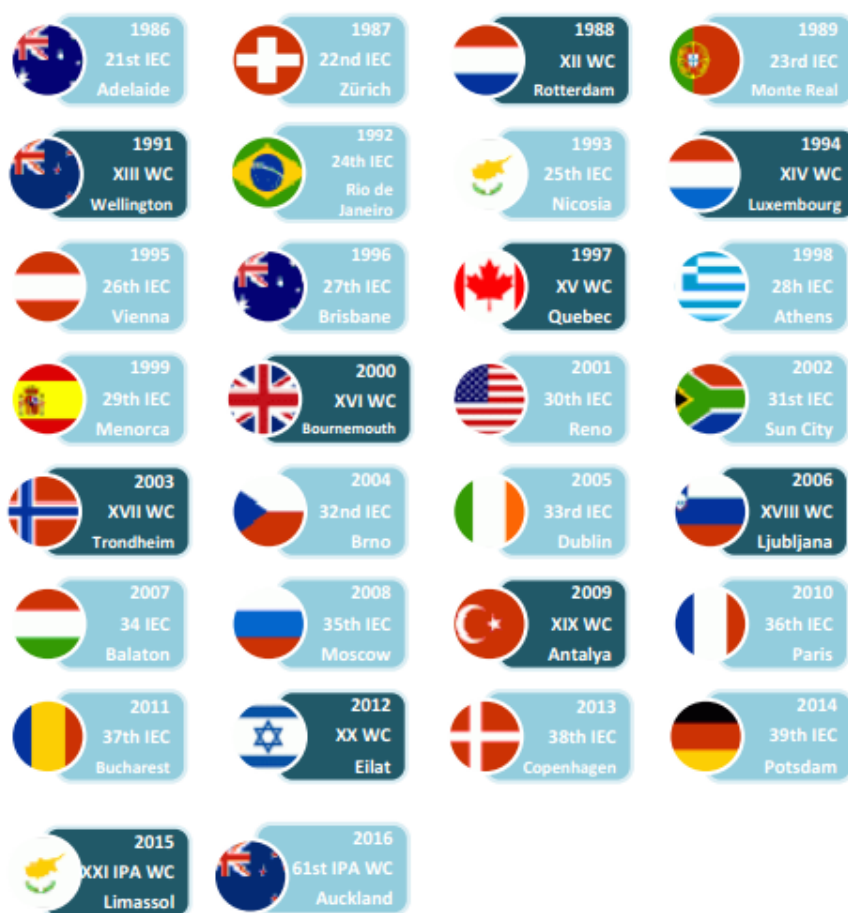 1986
21st IEC
Adelaide
1987
22nd IEC
Zürich
1988
XII WC
Rotterdam
1989
23rd IEC
Monte Real
1991
XIII WC
Wellington
1992
24th IEC
Rio de
Janeiro
1993
25th IEC
Nicosia
1994
XIV WC
Luxembourg
1995
26th IEC
Vienna
1996
27th IEC
Brisbane
1997
XV WC
Quebec
1998
28h IEC
Athens
1999
29th IEC
Menorca
2000
XVI WC
Bournemouth
2001
30th IEC
Reno
2002
31st IEC
Sun City
2003
XVII WC
Trondheim
2004
32nd IEC
Brno
2005
33rd IEC
Dublin
2006
XVIII WC
Ljubljana
2007
34 IEC
Balaton
2008
35th IEC
Moscow
2009
XIX WC
Antalya
2010
36th IEC
Paris
2011
37th IEC
Bucharest
2012
XX WC
Eilat
2013
38th IEC
Copenhagen
2014
39th IEC
Potsdam
2015
XXI IPA WC
Limassol
2016
61st IPA WC
Auckland